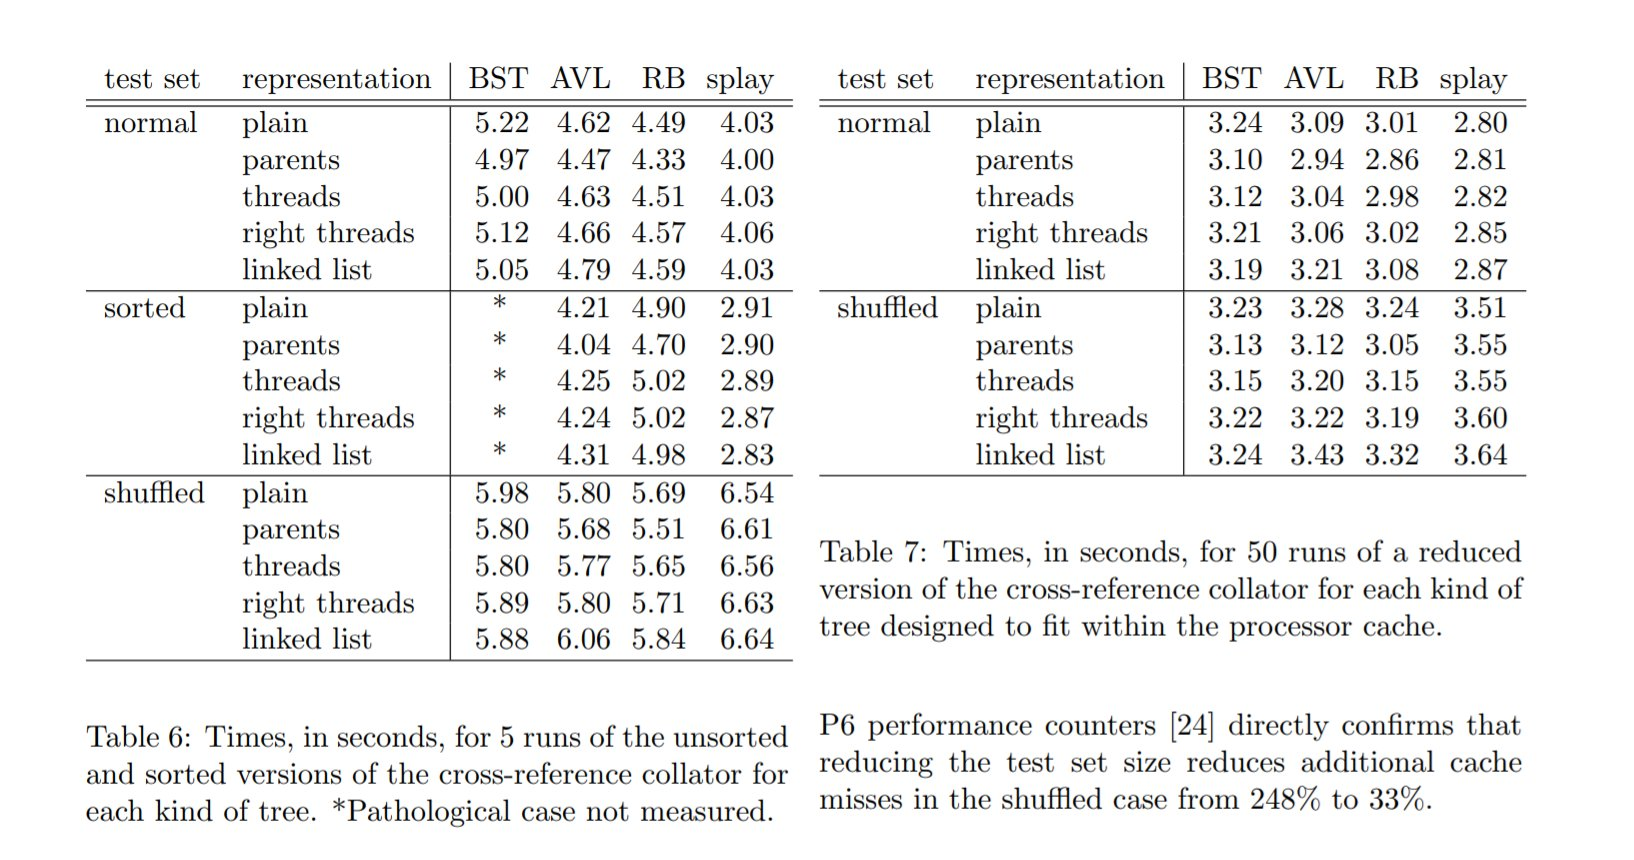 test set representation BST AVL RB splay
normal plain 5.22 4.62 4.49 4.03
parents 4.97 4.47 4.33 4.00
threads 5.00 4.63 4.51 4.03
right threads 5.12 4.66 4.57 4.06
linked list 5.05 4.79 4.59 4.03
sorted plain * 4.21 4.90 2.91
parents * 4.04 4.70 2.90
threads * 4.25 5.02 2.89
right threads * 4.24 5.02 2.87
linked list * 4.31 4.98 2.83
shuffled plain 5.98 5.80 5.69 6.54
parents 5.80 5.68 5.51 6.61
threads 5.80 5.77 5.65 6.56
right threads 5.89 5.80 5.71 6.63
linked list 5.88 6.06 5.84 6.64
Table 6: Times, in seconds, for 5 runs of the unsorted
and sorted versions of the cross-reference collator for
each kind of tree. *Pathological case not measured.
test set representation BST AVL RB splay
normal plain 3.24 3.09 3.01 2.80
parents 3.10 2.94 2.86 2.81
threads 3.12 3.04 2.98 2.82
right threads 3.21 3.06 3.02 2.85
linked list 3.19 3.21 3.08 2.87
shuffled plain 3.23 3.28 3.24 3.51
parents 3.13 3.12 3.05 3.55
threads 3.15 3.20 3.15 3.55
right threads 3.22 3.22 3.19 3.60
linked list 3.24 3.43 3.32 3.64
Table 7: Times, in seconds, for 50 runs of a reduced
version of the cross-reference collator for each kind of
tree designed to fit within the processor cache.
P6 performance counters [24] directly confirms that
reducing the test set size reduces additional cache
misses in the shuffled case from 248% to 33%.